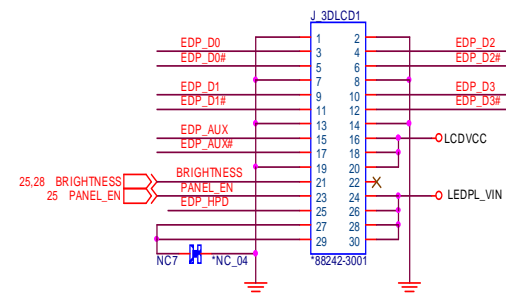 J_3DLCD1
1 2
EDP_D0 3 4 EDP_D2
EDP_D0# 5 6 EDP_D2#
7 8
EDP_D1 9 10 EDP_D3
EDP_D1# 11 12 EDP_D3#
13 14
EDP_AUX 15 16 LCDVCC
EDP_AUX# 17 18
19 20
25,28 BRIGHTNESS BRIGHTNESS 21 22
25 PANEL_EN PANEL_EN 23 24 LEDPL_VIN
EDP_HPD 25 26
27 28
29 30
NC7 *NC_04 *88242-3001